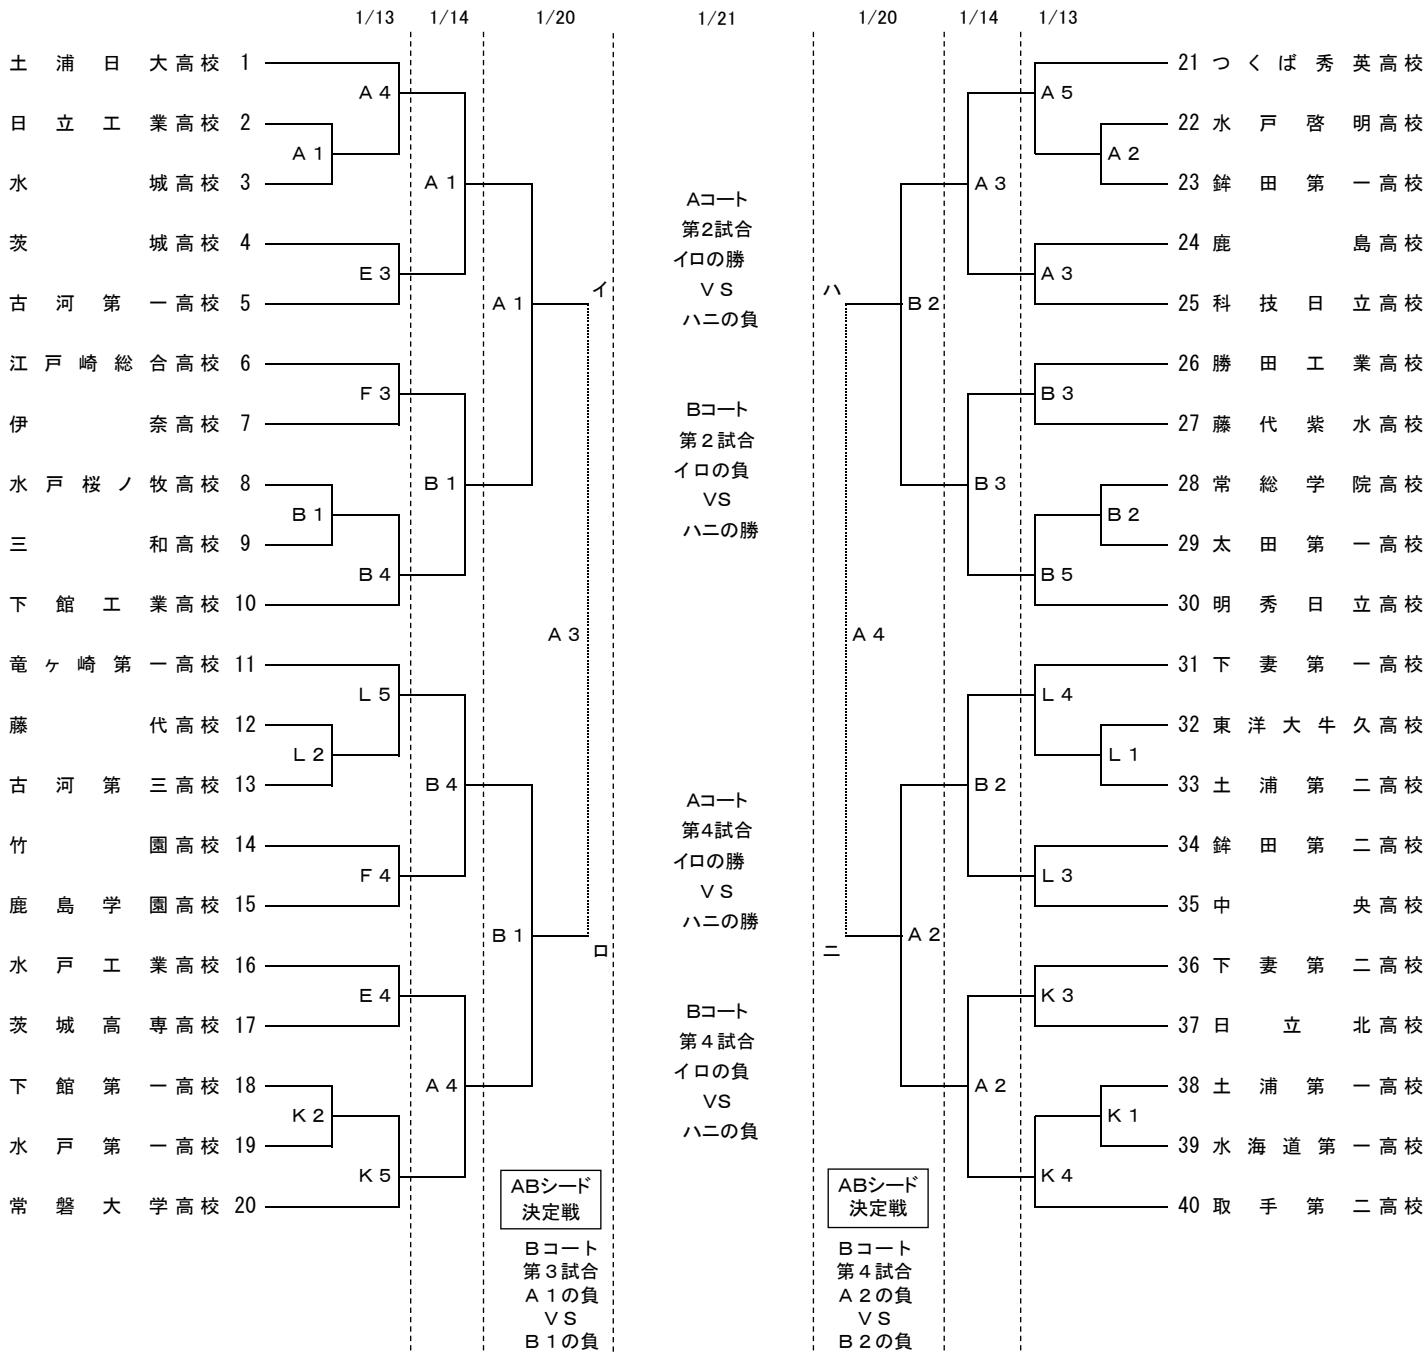 1/13 1/14 1/20 1/21 1/20 1/14 1/13
土浦日大高校 1
A4
日立工業高校 2
A1
水城高校 3
A1
茨城高校 4
E3
古河第一高校 5
A1
イ
江戸崎総合高校 6
F3
伊奈高校 7
B1
水戸桜ノ牧高校 8
B1
三和高校 9
B4
下館工業高校 10
A3
竜ヶ崎第一高校 11
L5
藤代高校 12
L2
古河第三高校 13
B4
竹園高校 14
F4
鹿島学園高校 15
B1
ロ
水戸工業高校 16
E4
茨城高専高校 17
A4
下館第一高校 18
K2
水戸第一高校 19
K5
常磐大学高校 20
ABシード
決定戦
Bコート
第3試合
A1の負
VS
B1の負
Aコート
第2試合
イロの勝
VS
ハニの負
Bコート
第2試合
イロの負
VS
ハニの勝
Aコート
第4試合
イロの勝
VS
ハニの勝
Bコート
第4試合
イロの負
VS
ハニの負
21 つくば秀英高校
A5
22 水戸啓明高校
A2
23 鉾田第一高校
A3
24 鹿島高校
A3
25 科技日立高校
ハ
B2
26 勝田工業高校
B3
27 藤代紫水高校
B3
28 常総学院高校
B2
29 太田第一高校
B5
30 明秀日立高校
A4
31 下妻第一高校
L4
32 東洋大牛久高校
L1
33 土浦第二高校
B2
34 鉾田第二高校
L3
35 中央高校
ニ
A2
36 下妻第二高校
K3
37 日立北高校
A2
38 土浦第一高校
K1
39 水海道第一高校
K4
40 取手第二高校
ABシード
決定戦
Bコート
第4試合
A2の負
VS
B2の負